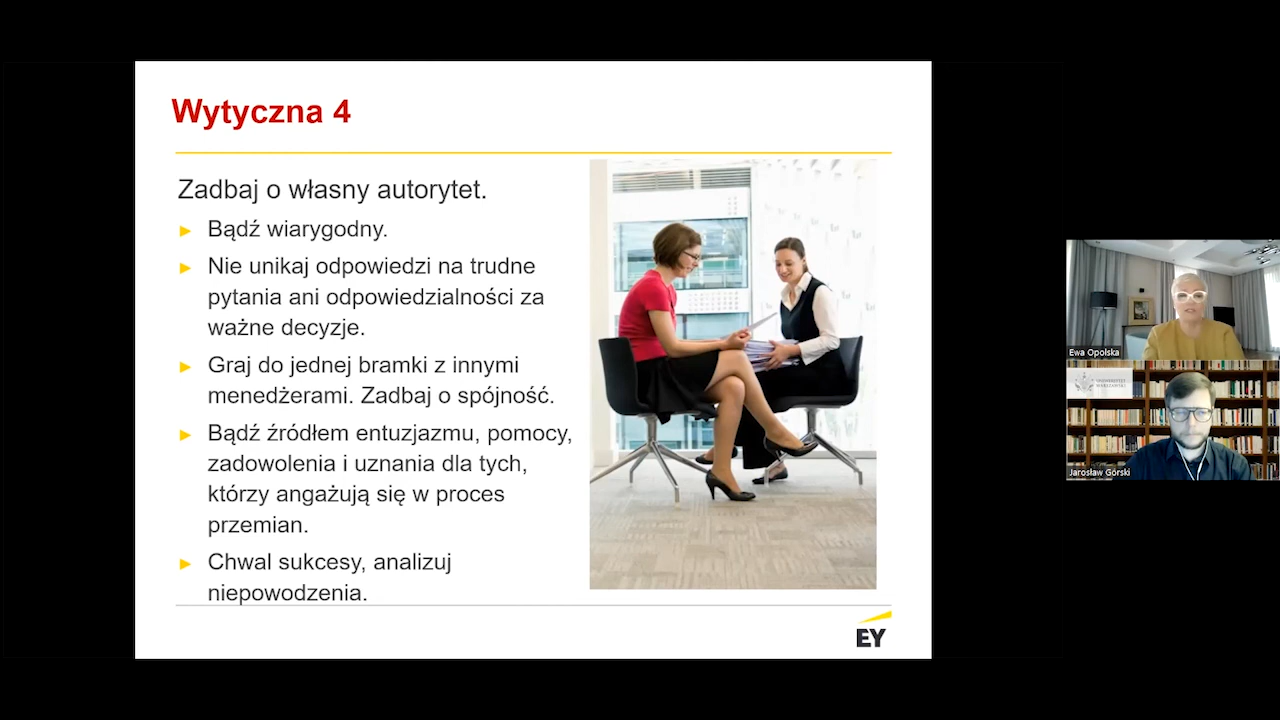 Wytyczna 4
Zadbaj o własny autorytet.
► Bądź wiarygodny.
► Nie unikaj odpowiedzi na trudne
pytania ani odpowiedzialności za
ważne decyzje.
► Graj do jednej bramki z innymi
menedżerami. Zadbaj o spójność.
► Bądź źródłem entuzjazmu, pomocy,
zadowolenia i uznania dla tych,
którzy angażują się w proces
przemian.
► Chwal sukcesy, analizuj
niepowodzenia.
EY
Ewa Opolska
UNIWERSYTET
WARSZAWSKI
Jarosław Górski